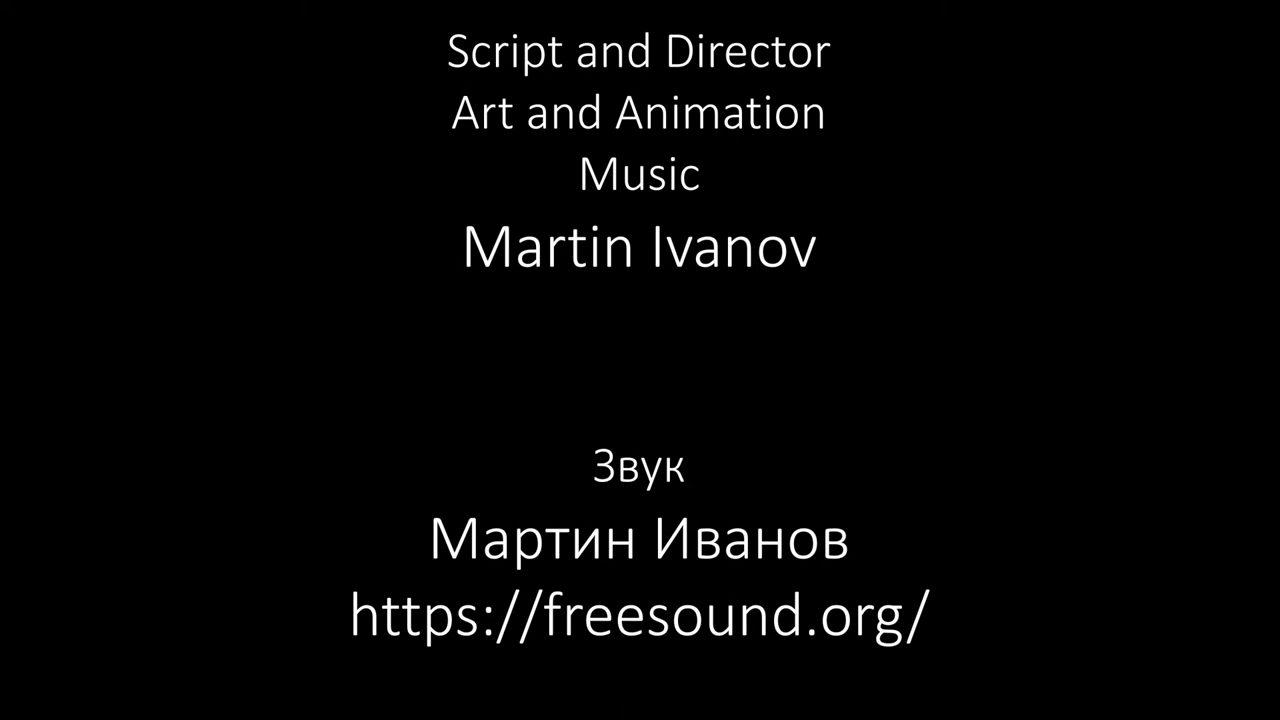 Script and Director
Art and Animation
Music
Martin Ivanov
Звук
Мартин Иванов
https://freesound.org/